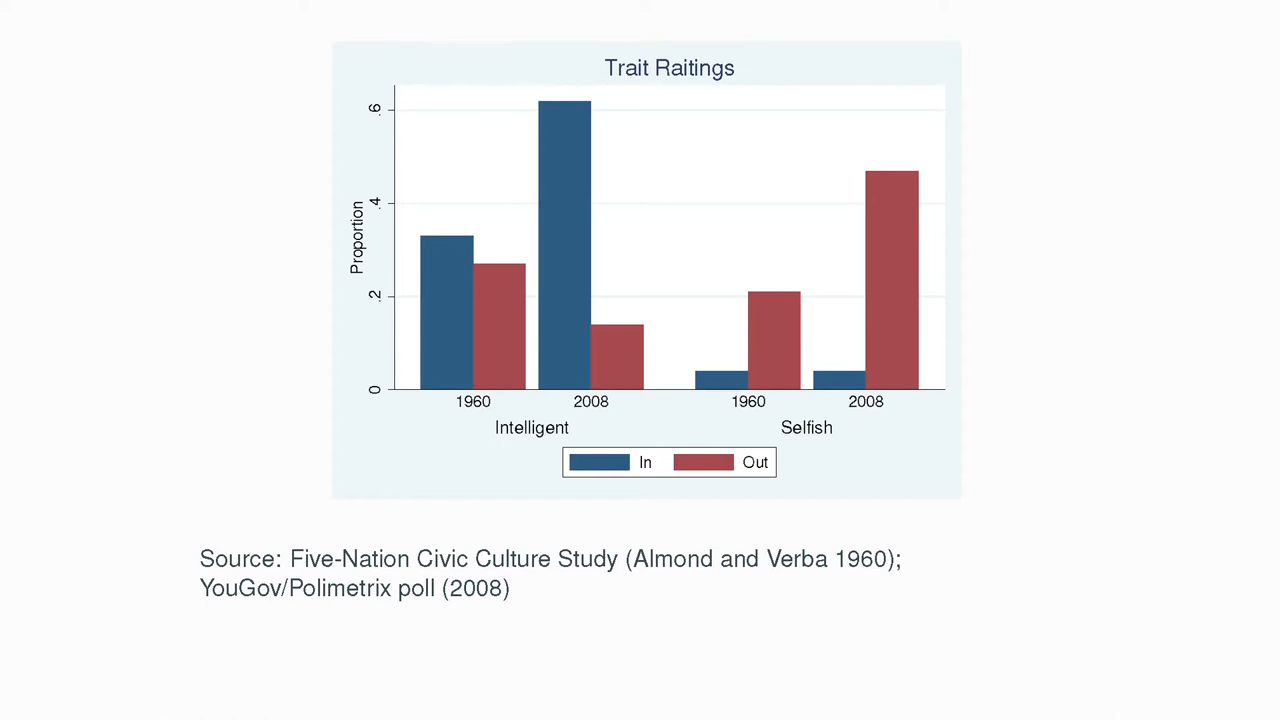 Trait Raitings
Proportion
.6
.4
.2
0
1960
2008
1960
2008
Intelligent
Selfish
In
Out
Source: Five-Nation Civic Culture Study (Almond and Verba 1960);
YouGov/Polimetrix poll (2008)